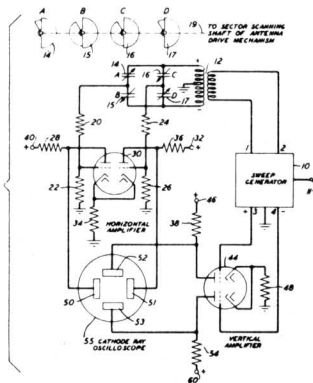 A B C D
19
TO SECTOR SCANNING
SHAFT OF ANTENNA
DRIVE MECHANISM
14 15 16 17
14 16 12
A C
B D
15 17
20 24
40 28 30 36 32
1 2
10
SWEEP
GENERATOR
+ 3 4 -
22 26
46
34 38
HORIZONTAL
AMPLIFIER
44
52
50 51 48
53
54
55 CATHODE RAY
OSCILLOSCOPE
VERTICAL
AMPLIFIER
60